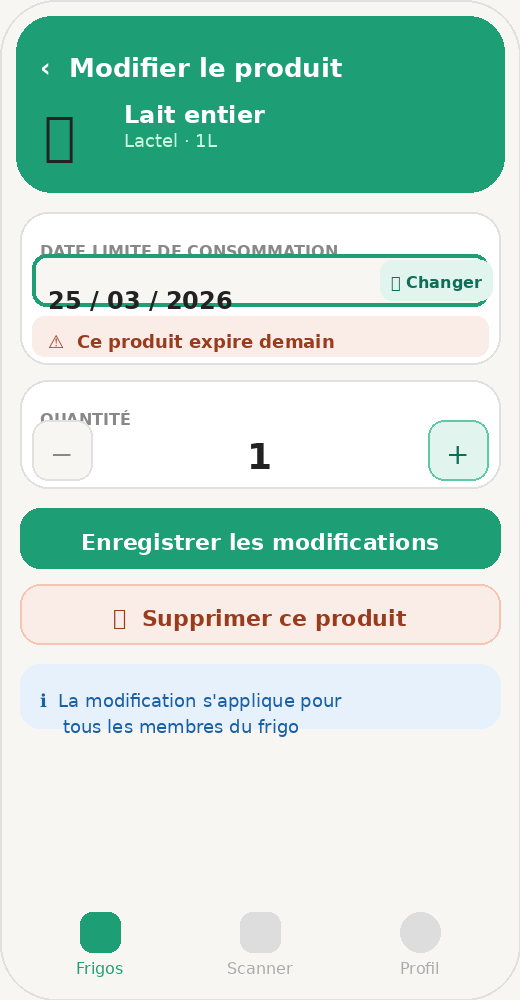 ‹ Modifier le produit
Lait entier
Lactel · 1L
DATE LIMITE DE CONSOMMATION
25 / 03 / 2026
Changer
⚠ Ce produit expire demain
QUANTITÉ
− 1 +
Enregistrer les modifications
Supprimer ce produit
ℹ La modification s'applique pour
tous les membres du frigo
Frigos
Scanner
Profil